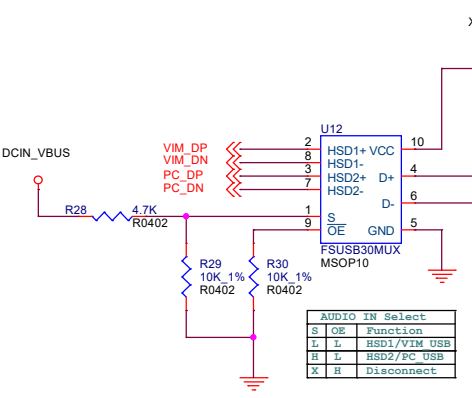 X
DCIN_VBUS
VIM_DP
VIM_DN
PC_DP
PC_DN
R28
4.7K
R0402
U12
2 HSD1+ VCC 10
8 HSD1-
3 HSD2+ D+ 4
7 HSD2-
D- 6
1 S
9 OE GND 5
FSUSB30MUX
MSOP10
R29
10K_1%
R0402
R30
10K_1%
R0402
AUDIO IN Select
S OE Function
L L HSD1/VIM_USB
H L HSD2/PC_USB
X H Disconnect